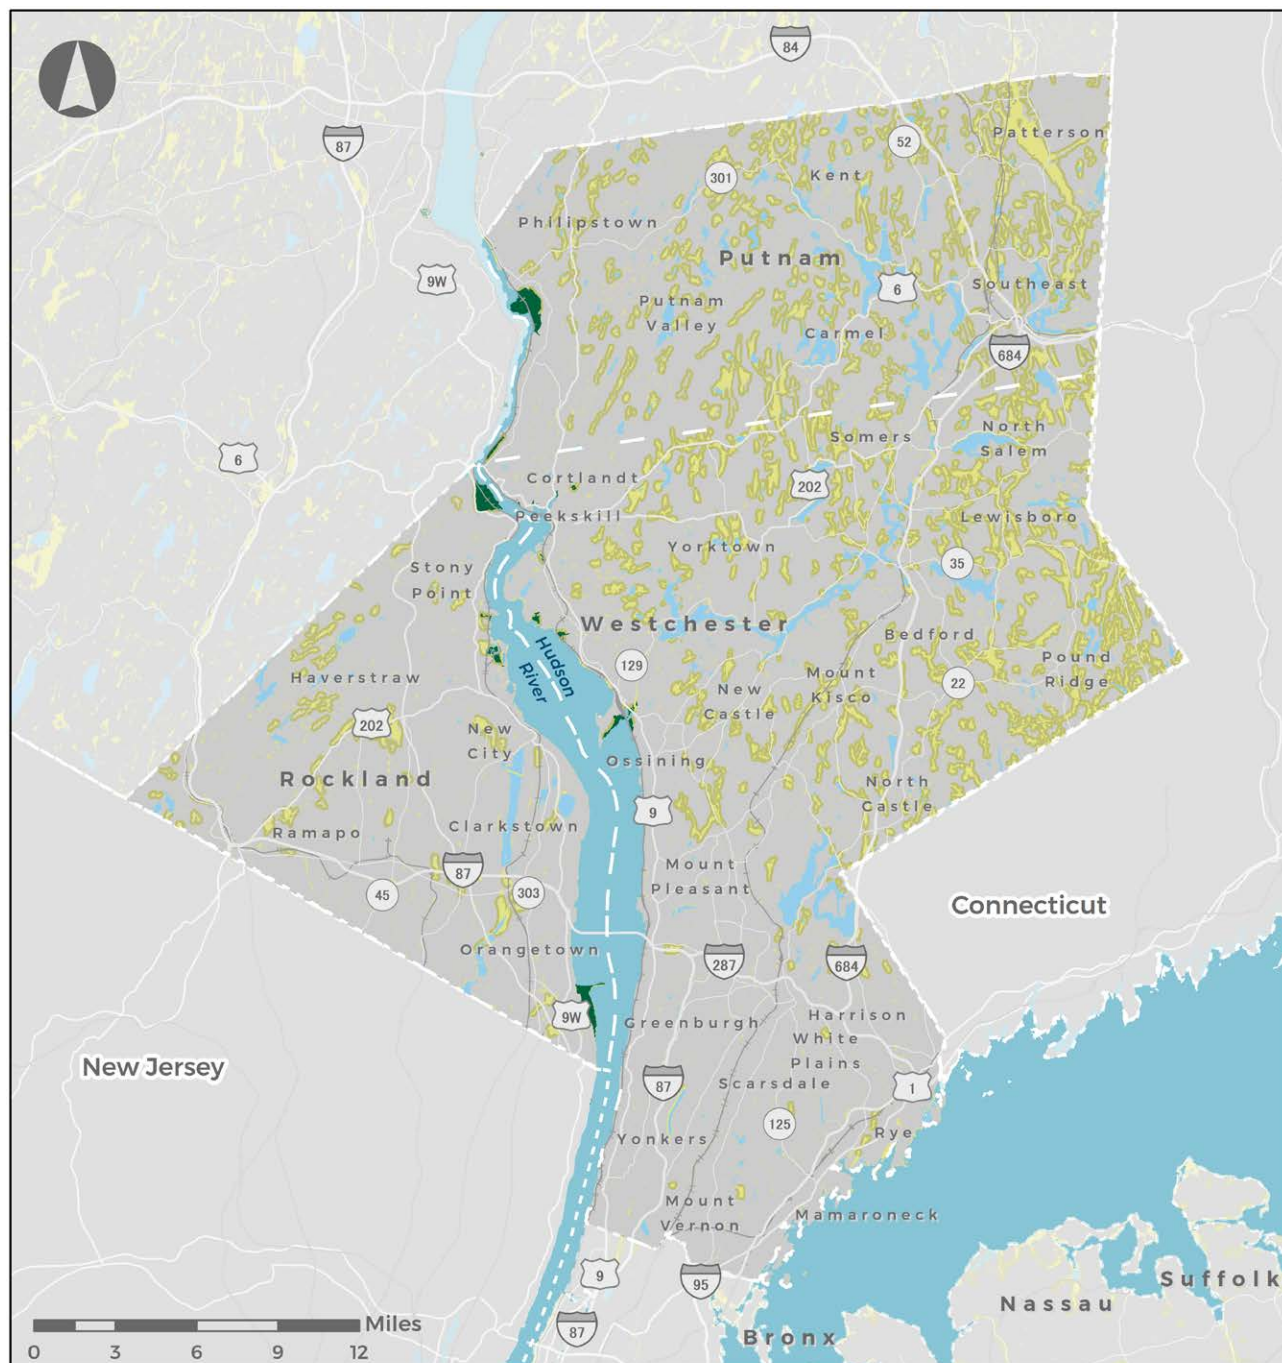 84
87
52
Patterson
301
Kent
Philipstown
Putnam
9W
6
Southeast
Putnam
Valley
Carmel
684
6
Somers
North
Salem
Cortlandt
202
Peekskill
Lewisboro
Yorktown
35
Stony
Point
Westchester
Bedford
Hudson
River
129
Pound
Ridge
Mount
Kisco
22
Haverstraw
New
Castle
202
New
City
Ossining
Rockland
North
Castle
9
Ramapo
Clarkstown
Mount
Pleasant
87
45
303
Connecticut
Orangetown
287
684
9W
Greenburgh
Harrison
White
Plains
New Jersey
87
Scarsdale
1
125
Rye
Yonkers
Mount
Vernon
Mamaroneck
9
95
Suffolk
Nassau
87
Bronx
Miles
0 3 6 9 12